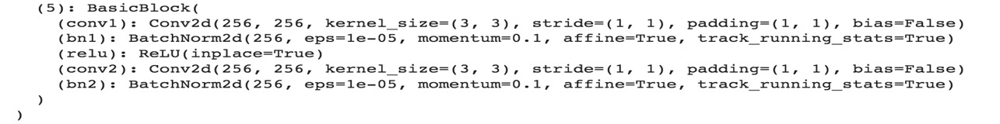 (5): BasicBlock(
(conv1): Conv2d(256, 256, kernel_size=(3, 3), stride=(1, 1), padding=(1, 1), bias=False)
(bn1): BatchNorm2d(256, eps=1e-05, momentum=0.1, affine=True, track_running_stats=True)
(relu): ReLU(inplace=True)
(conv2): Conv2d(256, 256, kernel_size=(3, 3), stride=(1, 1), padding=(1, 1), bias=False)
(bn2): BatchNorm2d(256, eps=1e-05, momentum=0.1, affine=True, track_running_stats=True)
)
)